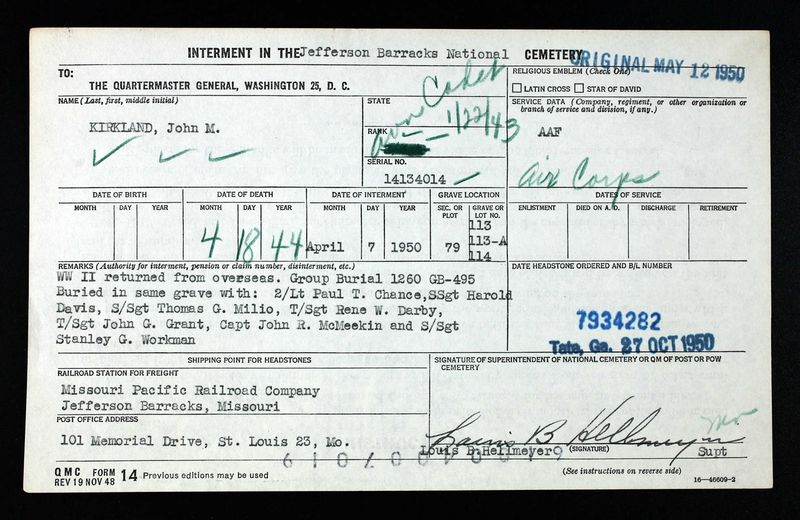 INTERMENT IN THE Jefferson Barracks National CEMETERY
ORIGINAL MAY 12 1950
TO:
THE QUARTERMASTER GENERAL, WASHINGTON 25, D. C.
RELIGIOUS EMBLEM (Check One)
LATIN CROSS STAR OF DAVID
NAME (Last, first, middle initial)
KIRKLAND, John M.
STATE
Avn Cadet
RANK
1/22/43
SERIAL NO.
14134014
SERVICE DATA (Company, regiment, or other organization or branch of service and division, if any.)
AAF
Air Corps
DATE OF BIRTH
MONTH DAY YEAR
DATE OF DEATH
MONTH DAY YEAR
4 18 44
DATE OF INTERMENT
MONTH DAY YEAR
April 7 1950
GRAVE LOCATION
SEC. OR PLOT
79
GRAVE OR LOT NO.
113
113-A
114
DATES OF SERVICE
ENLISTMENT DIED ON A. D. DISCHARGE RETIREMENT
REMARKS (Authority for interment, pension or claim number, disinterment, etc.)
WW II returned from overseas. Group Burial 1260 GB-495
Buried in same grave with: 2/Lt Paul T. Chance,SSgt Harold
Davis, S/Sgt Thomas G. Milio, T/Sgt Rene W. Darby,
T/Sgt John G. Grant, Capt John R. McMeekin and S/Sgt
Stanley G. Workman
DATE HEADSTONE ORDERED AND B/L NUMBER
7934282
Tate, Ga. 27 OCT 1950
SHIPPING POINT FOR HEADSTONES
RAILROAD STATION FOR FREIGHT
Missouri Pacific Railroad Company
Jefferson Barracks, Missouri
POST OFFICE ADDRESS
101 Memorial Drive, St. Louis 23, Mo.
SIGNATURE OF SUPERINTENDENT OF NATIONAL CEMETERY OR QM OF POST OR POW CEMETERY
Louis B Hellmeyer
Louis B.Hellmeyer (SIGNATURE) Supt
QMC FORM 14 Previous editions may be used
REV 19 NOV 48
(See instructions on reverse side)
16—46609-2